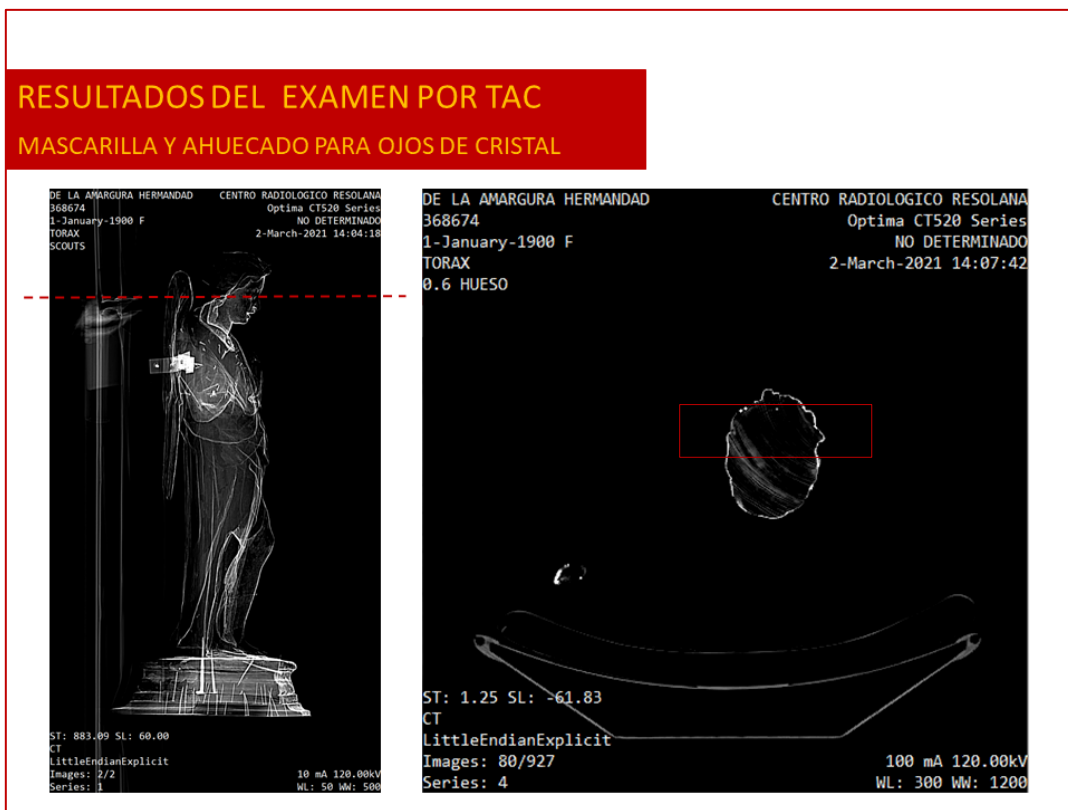 RESULTADOS DEL EXAMEN POR TAC
MASCARILLA Y AHUECADO PARA OJOS DE CRISTAL
DE LA AMARGURA HERMANDAD CENTRO RADIOLOGICO RESOLANA
368674 Optima CT520 Series
1-January-1900 F NO DETERMINADO
TORAX 2-March-2021 14:04:18
SCOUTS
ST: 883.09 SL: 60.00
CT
LittleEndianExplicit
Images: 2/2 10 mA 120.00kV
Series: 1 WL: 50 WW: 500
DE LA AMARGURA HERMANDAD CENTRO RADIOLOGICO RESOLANA
368674 Optima CT520 Series
1-January-1900 F NO DETERMINADO
TORAX 2-March-2021 14:07:42
0.6 HUESO
ST: 1.25 SL: -61.83
CT
LittleEndianExplicit
Images: 80/927 100 mA 120.00kV
Series: 4 WL: 300 WW: 1200